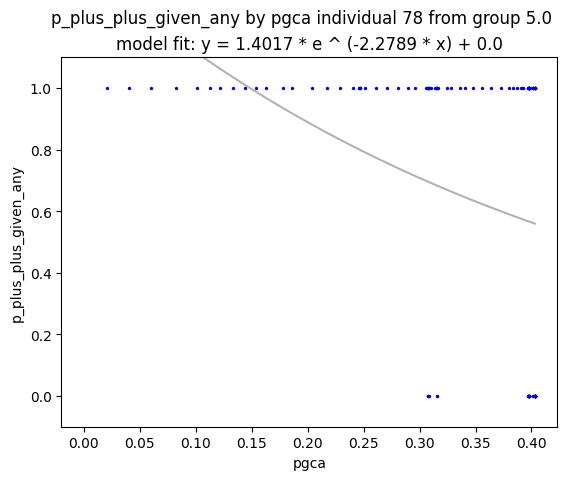 p_plus_plus_given_any by pgca individual 78 from group 5.0
model fit: y = 1.4017 * e ^ (-2.2789 * x) + 0.0
1.0
0.8
0.6
0.4
0.2
0.0
p_plus_plus_given_any
0.00 0.05 0.10 0.15 0.20 0.25 0.30 0.35 0.40
pgca